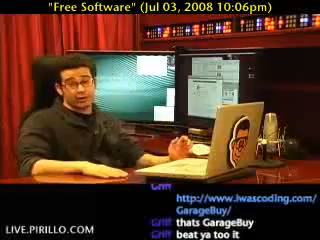 "Free Software" (Jul 03, 2008 10:06pm)
http://www.iwascoding.com/
GarageBuy/
thats GarageBuy
beat ya too it
LIVE.PIRILLO.COM